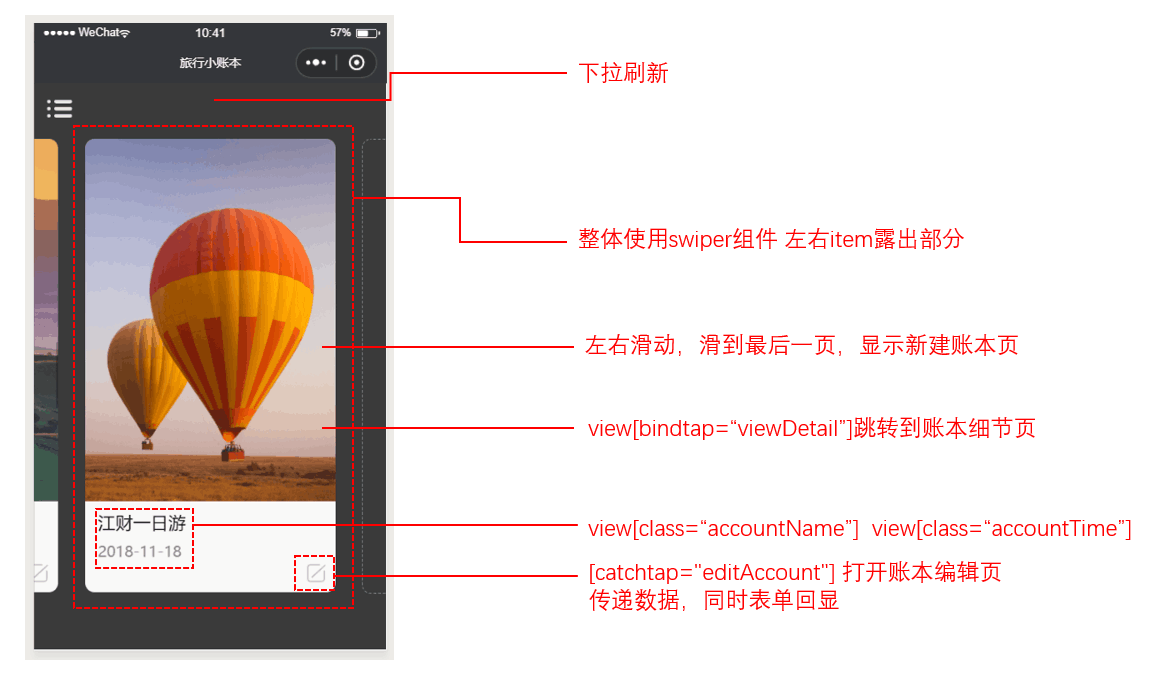 ●●●●● WeChat 10:41 57%
旅行小账本
下拉刷新
整体使用swiper组件 左右item露出部分
左右滑动，滑到最后一页，显示新建账本页
view[bindtap=“viewDetail”]跳转到账本细节页
江财一日游
2018-11-18
view[class=“accountName”] view[class=“accountTime”]
[catchtap="editAccount"] 打开账本编辑页
传递数据，同时表单回显